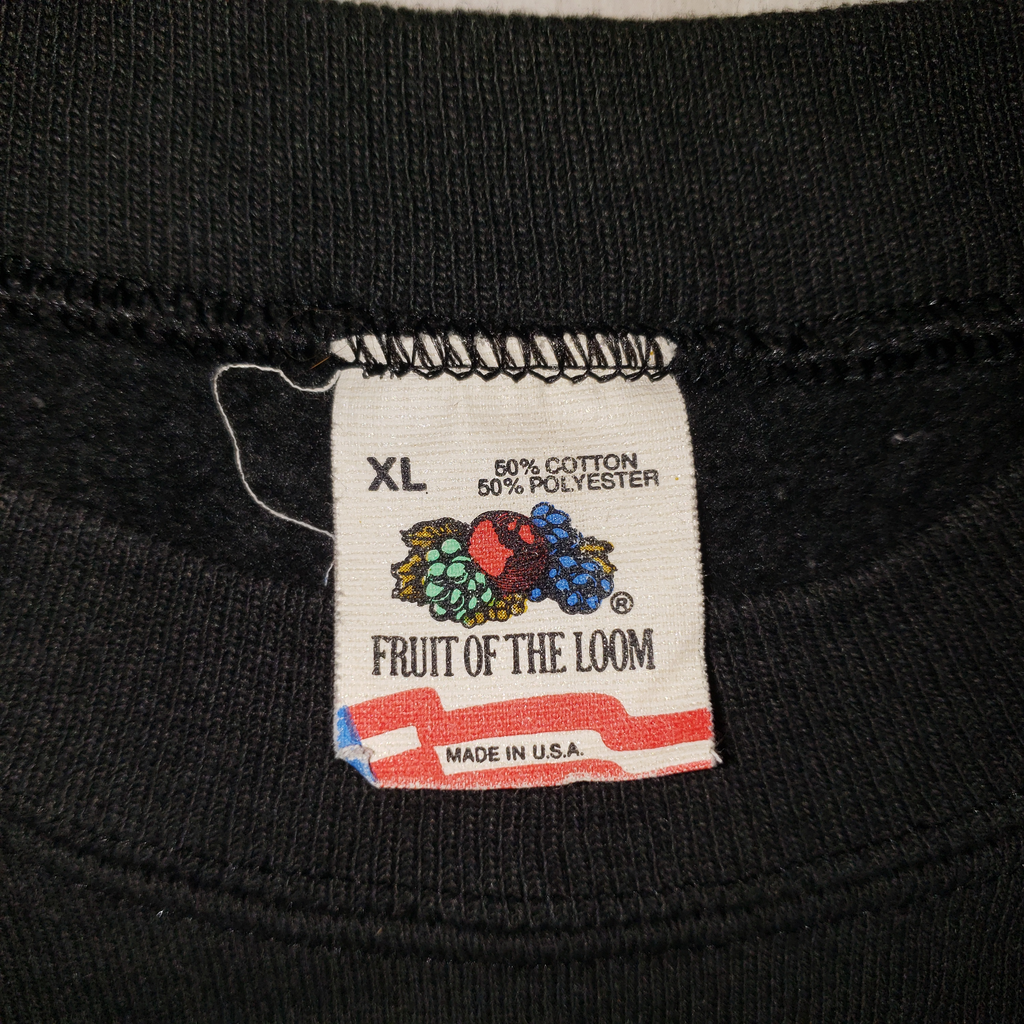 XL
50% COTTON
50% POLYESTER
®
FRUIT OF THE LOOM
MADE IN U.S.A.